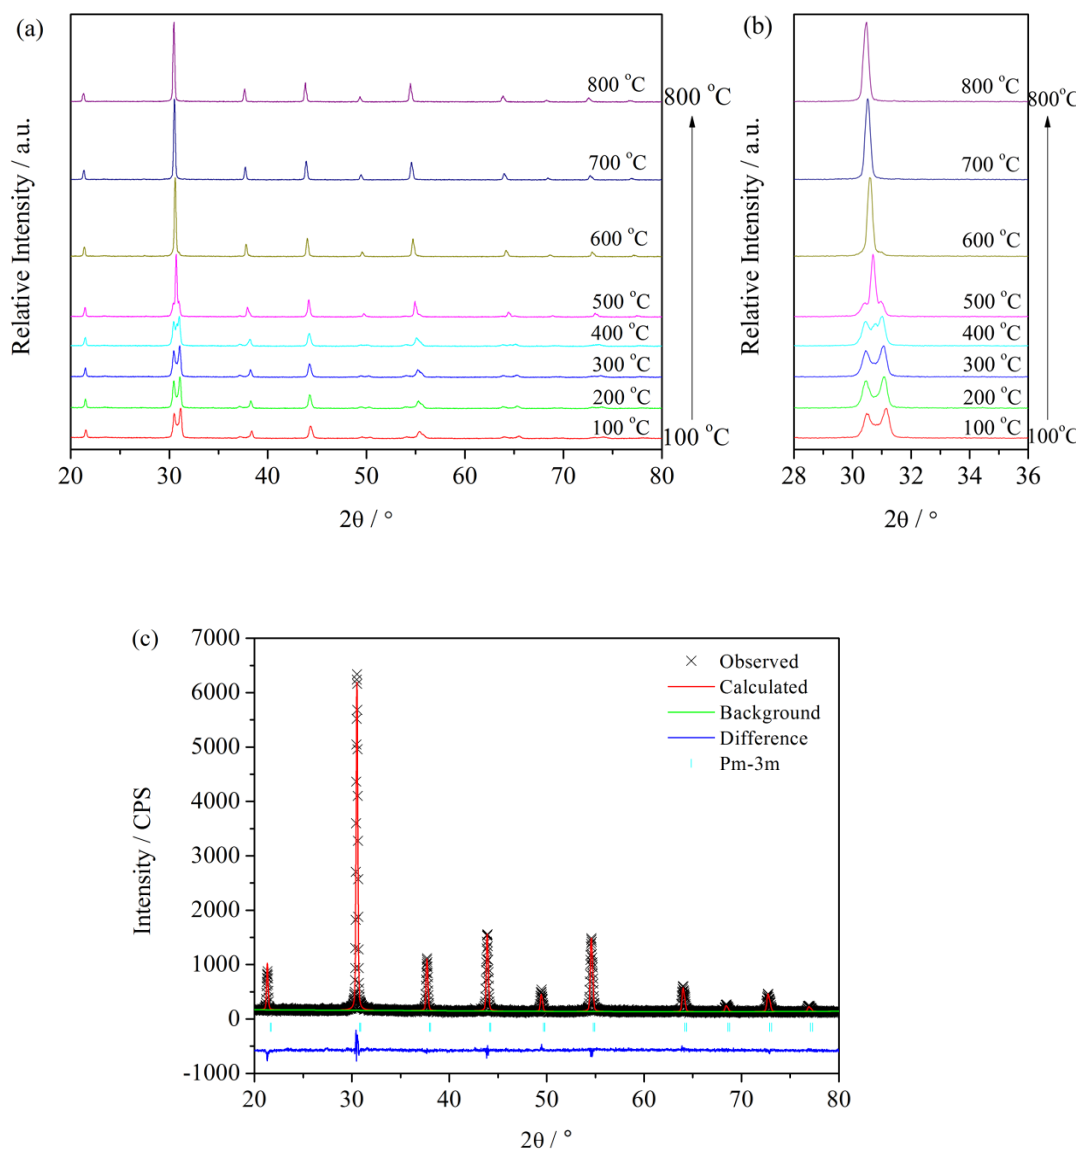 (a)
Relative Intensity / a.u.
800 °C
700 °C
600 °C
500 °C
400 °C
300 °C
200 °C
100 °C
800 °C
100 °C
20 30 40 50 60 70 80
2θ / °
(b)
Relative Intensity / a.u.
800 °C
700 °C
600 °C
500 °C
400 °C
300 °C
200 °C
100 °C
800°C
100°C
28 30 32 34 36
2θ / °
(c)
Intensity / CPS
7000
6000
5000
4000
3000
2000
1000
0
-1000
Observed
Calculated
Background
Difference
Pm-3m
20 30 40 50 60 70 80
2θ / °